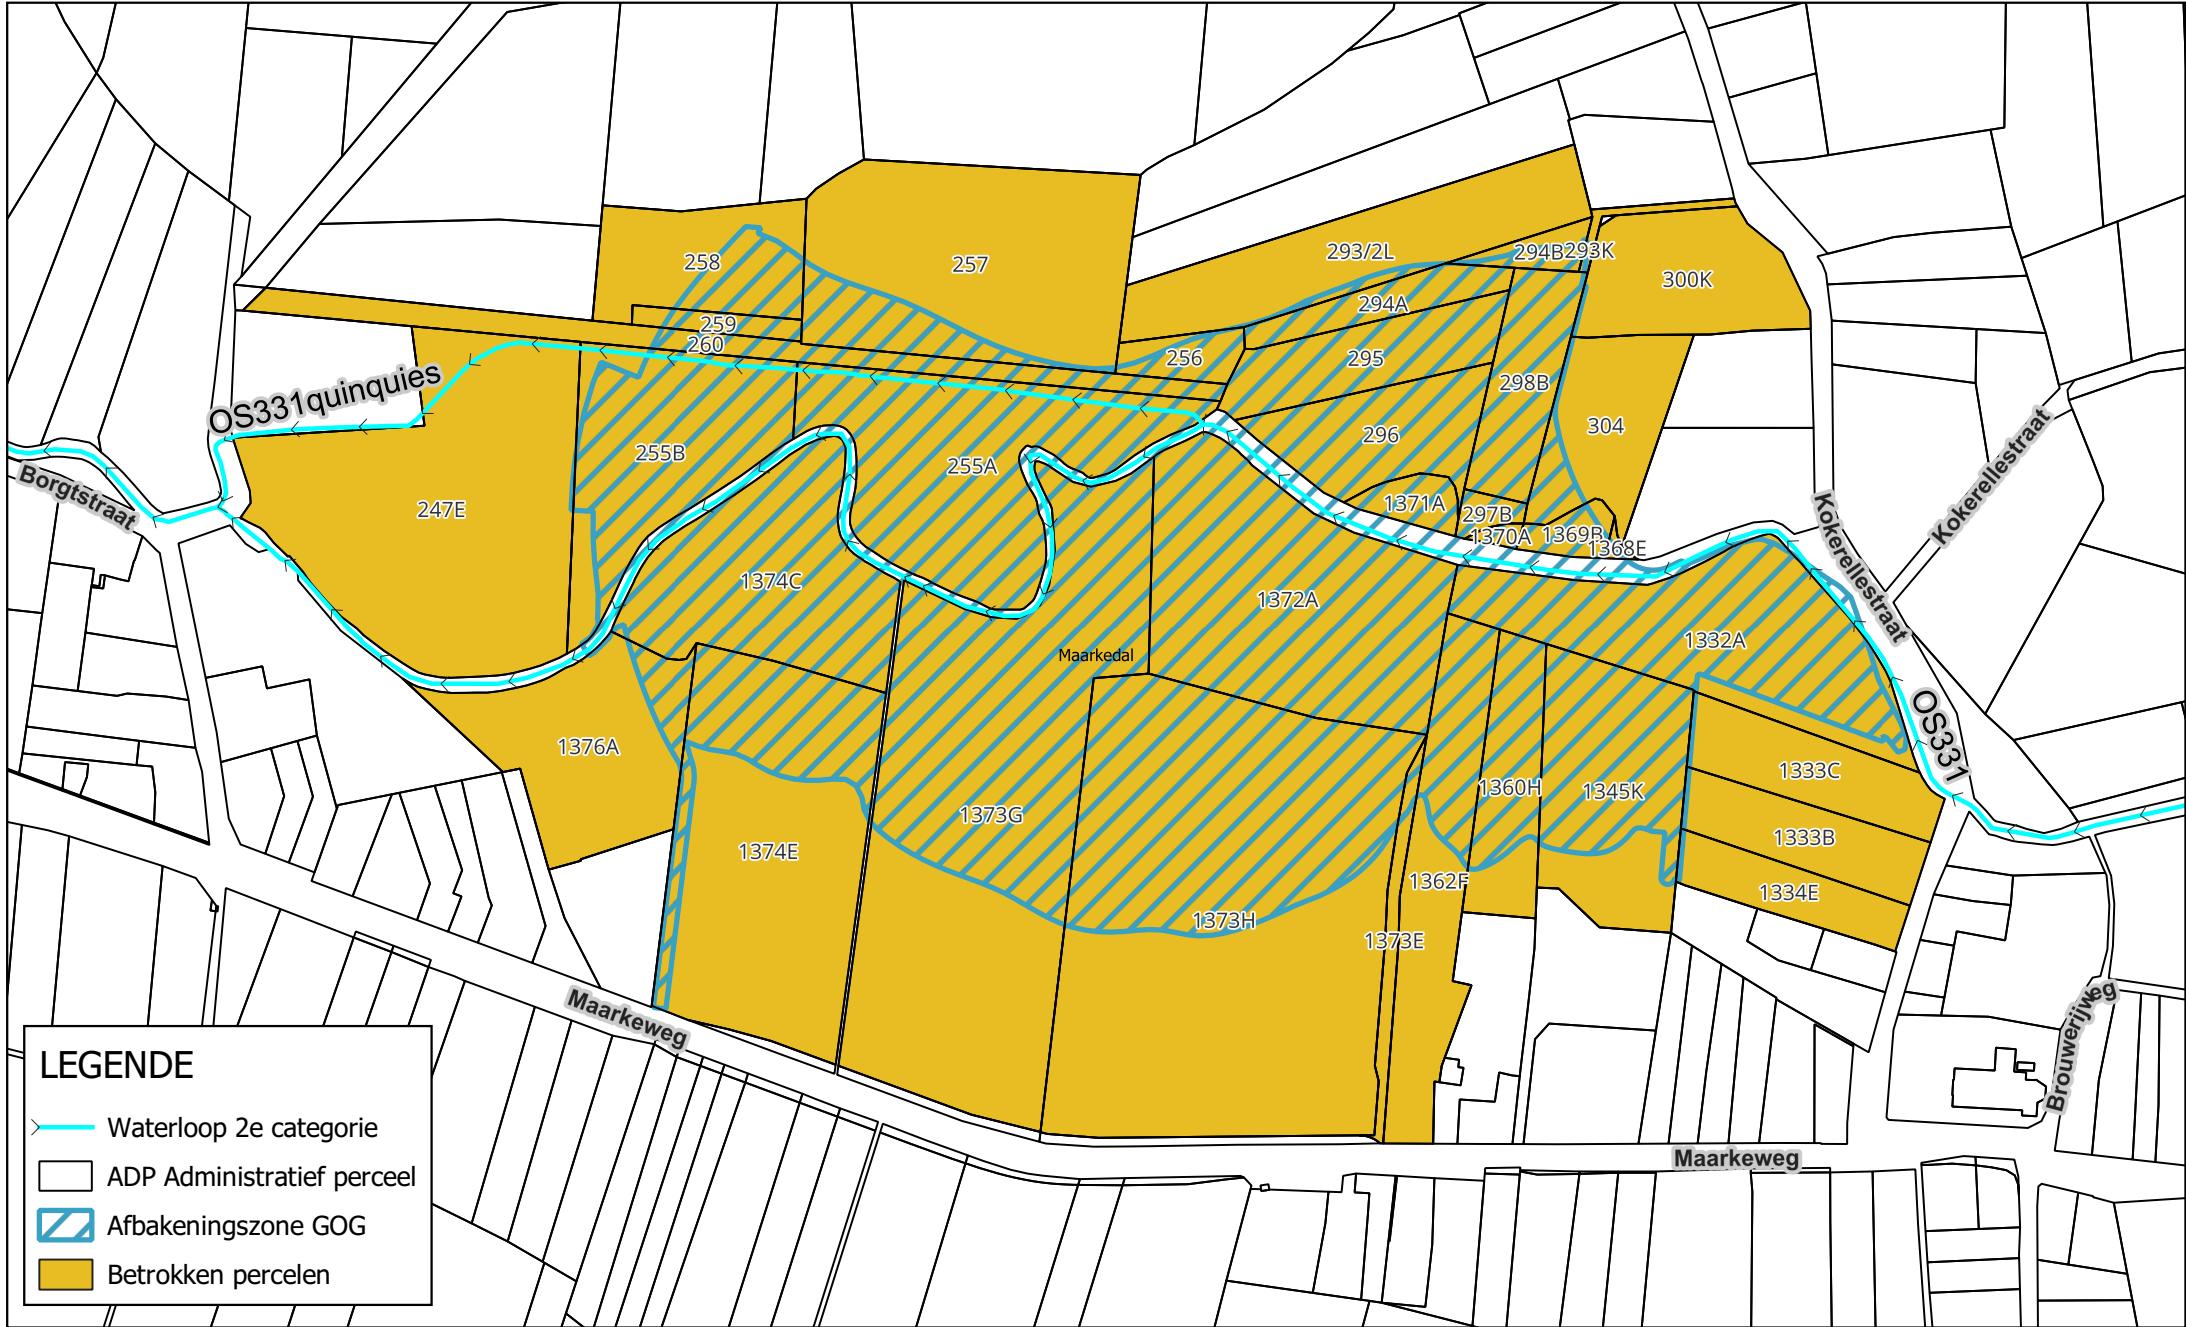 258
257
293/2L
294B
293K
300K
259
260
256
294A
295
298B
OS331quinquies
304
296
255B
255A
247E
Borgtstraat
1371A
297B
1370A
1369B
1368E
Kokerellestraat
Kokerellestraat
1374C
1372A
Maarkedal
1332A
OS331
1376A
1333C
1360H
1345K
1373G
1333B
1374E
1362F
1334E
1373H
1373E
Maarkeweg
Brouwerijweg
Maarkeweg
LEGENDE
Waterloop 2e categorie
ADP Administratief perceel
Afbakeningszone GOG
Betrokken percelen